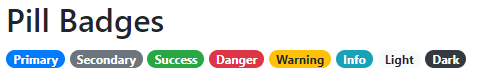 Pill Badges
Primary Secondary Success Danger Warning Info Light Dark